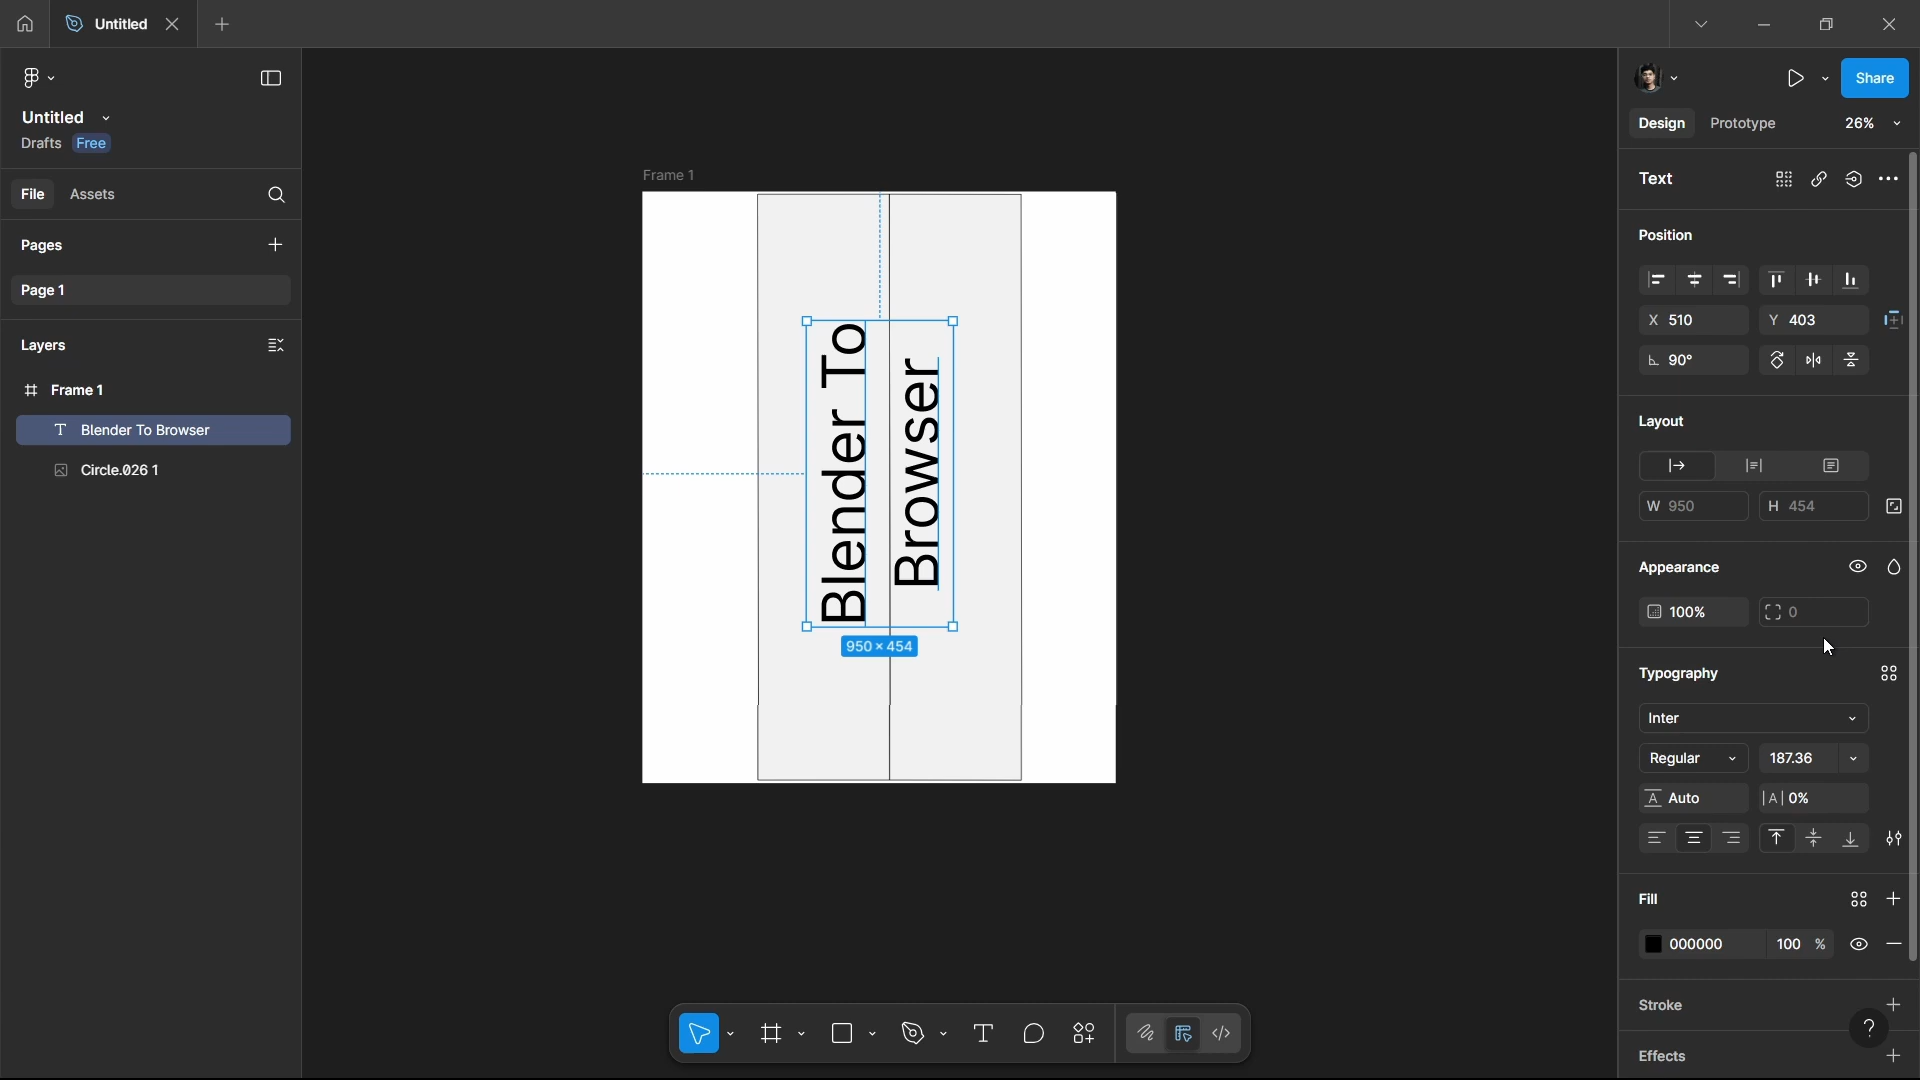 Untitled
Untitled
Drafts Free
File Assets
Pages
Page 1
Layers
Frame 1
Blender To Browser
Circle.026 1
Frame 1
Blender To
Browser
950 × 454
Share
Design Prototype 26%
Text
Position
X 510 Y 403
90°
Layout
W 950 H 454
Appearance
100% 0
Typography
Inter
Regular 187.36
Auto 0%
Fill
000000 100 %
Stroke
?
Effects